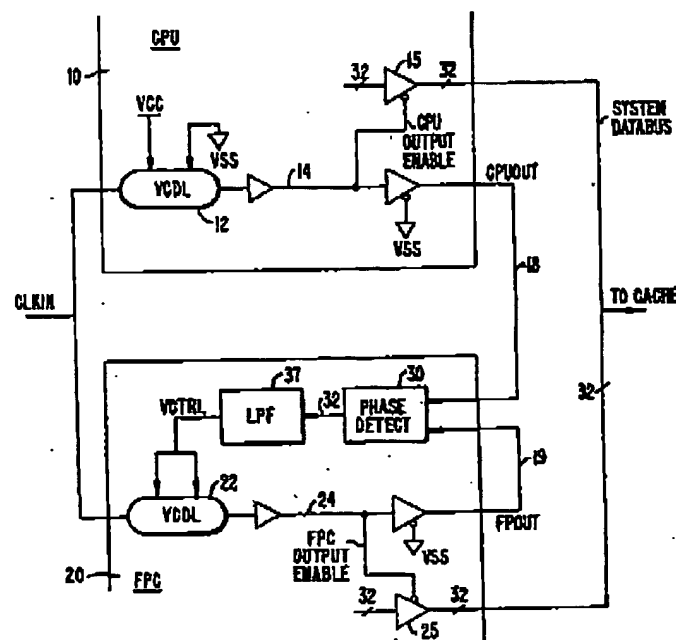 CPU
10
32
15
32
VCC
VSS
CPU
OUTPUT
ENABLE
SYSTEM
DATABUS
VCDL
14
CPUOUT
12
VSS
18
CLKIN
TO CACHE
37
30
32
VCTRL
LPF
32
PHASE
DETECT
19
22
VCDL
24
FPC
OUTPUT
ENABLE
VSS
FPOUT
20
FPC
32
32
25